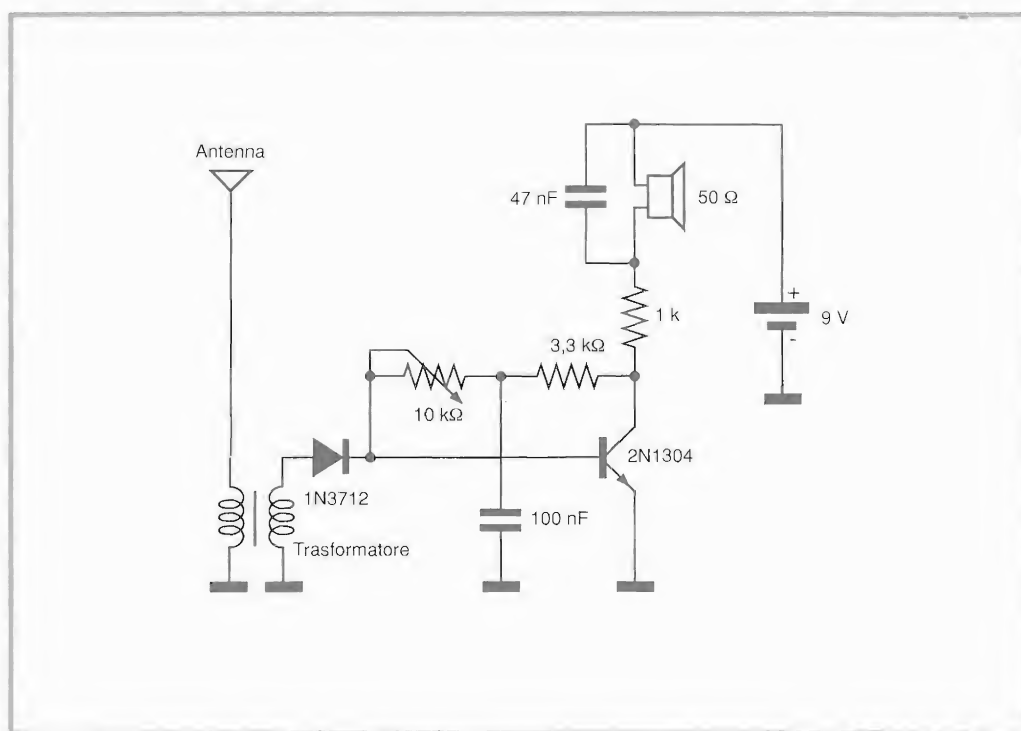 Antenna
47 nF
50 Ω
1 k
+
9 V
-
3,3 kΩ
10 kΩ
2N1304
1N3712
100 nF
Trasformatore